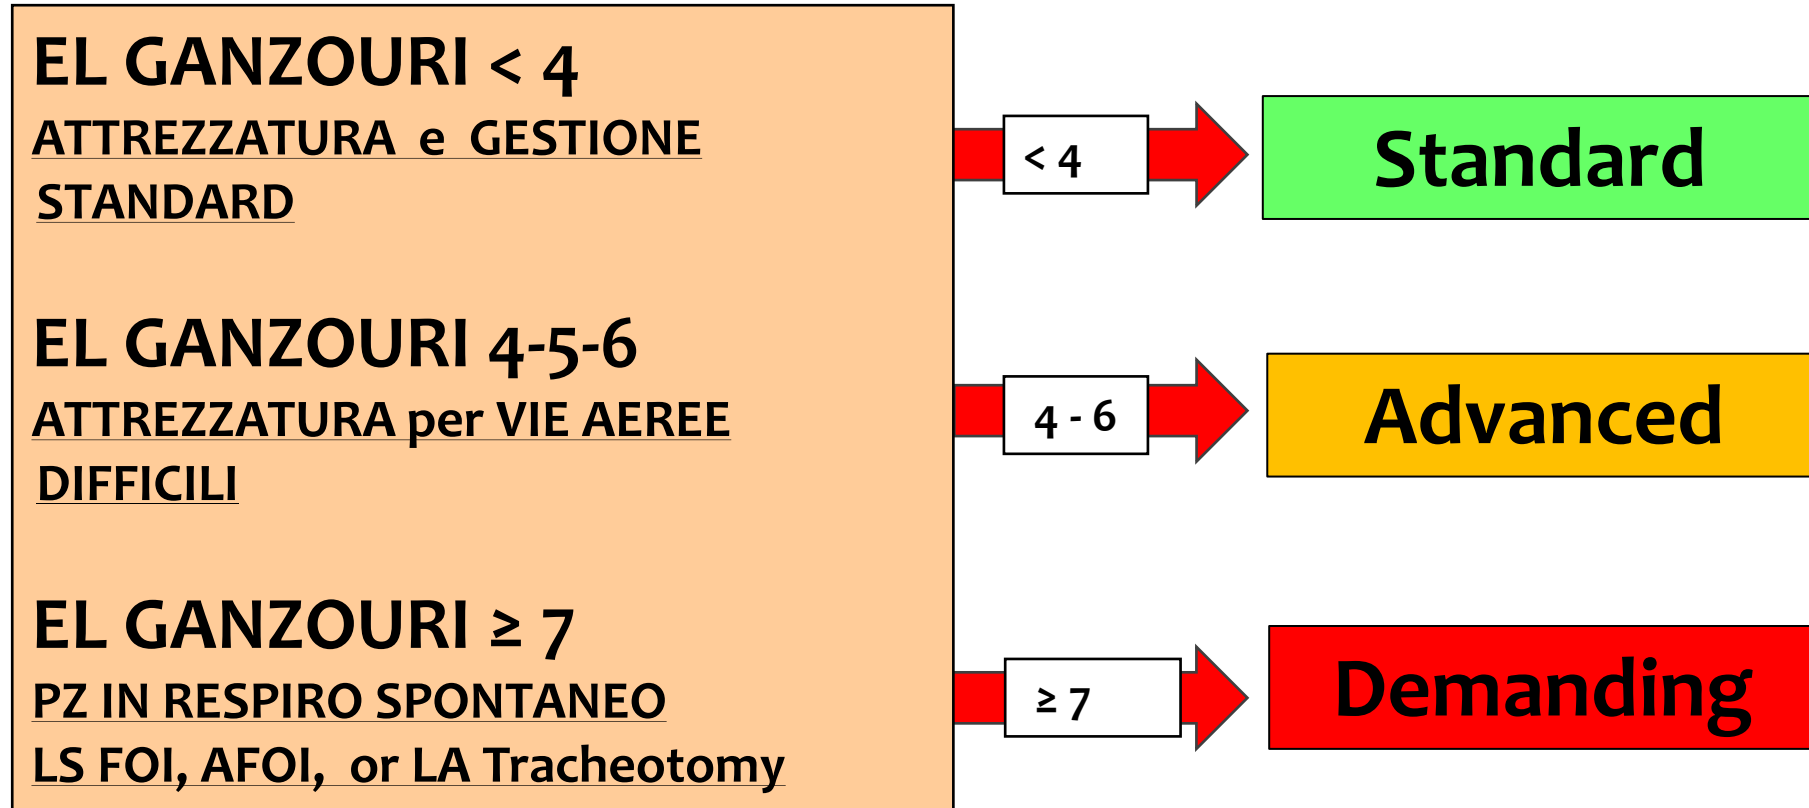 EL GANZOURI < 4
ATTREZZATURA e GESTIONE
STANDARD
< 4
Standard
EL GANZOURI 4-5-6
ATTREZZATURA per VIE AEREE
DIFFICILI
4 - 6
Advanced
EL GANZOURI ≥ 7
PZ IN RESPIRO SPONTANEO
LS FOI, AFOI, or LA Tracheotomy
≥ 7
Demanding